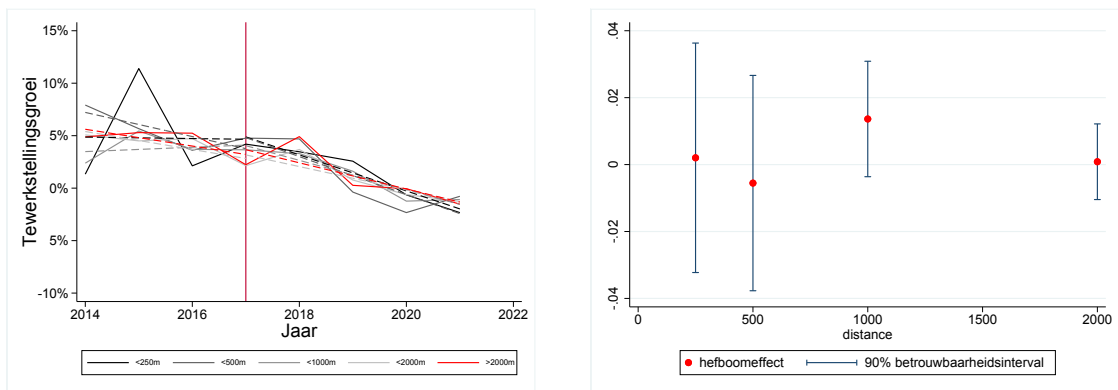 15%
10%
5%
0%
5%
-10%
Tewerkstellingsgroei
2014
2016
2018
2020
2022
Jaar
<250m
<500m
<1000m
<2000m
>2000m
.04
.02
0
-.02
-.04
0
500
1000
1500
2000
distance
hefboomeffect
90% betrouwbaarheidsinterval